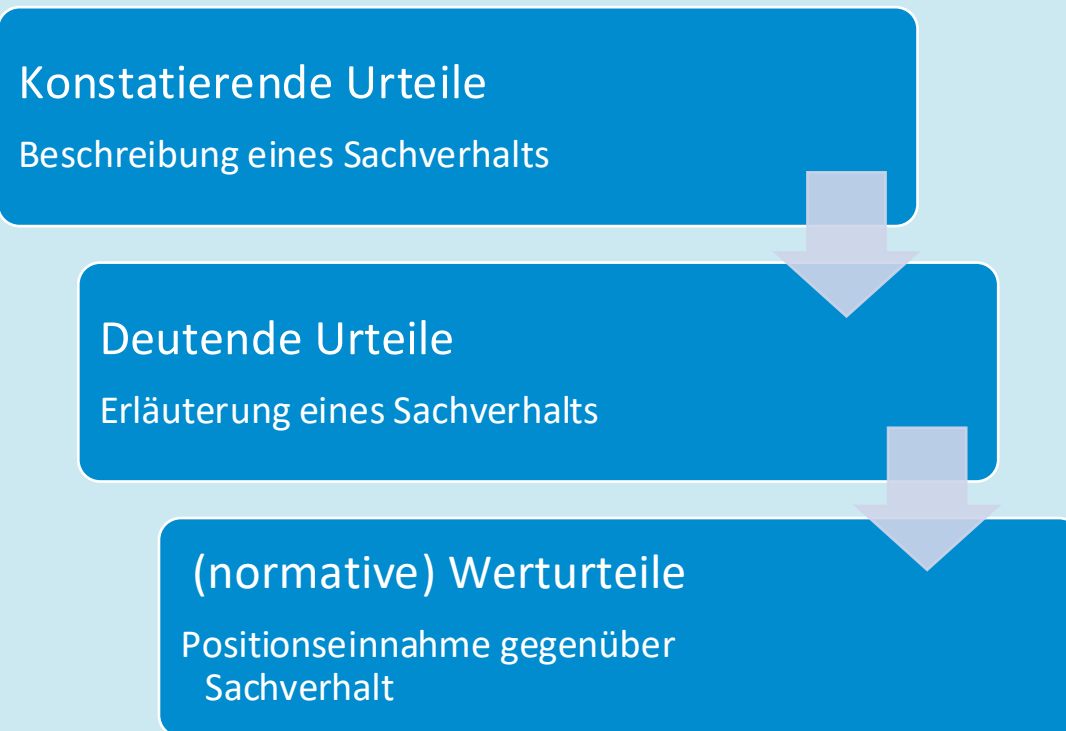 Konstatierende Urteile
Beschreibung eines Sachverhalts
Deutende Urteile
Erläuterung eines Sachverhalts
(normative) Werturteile
Positionseinnahme gegenüber
Sachverhalt